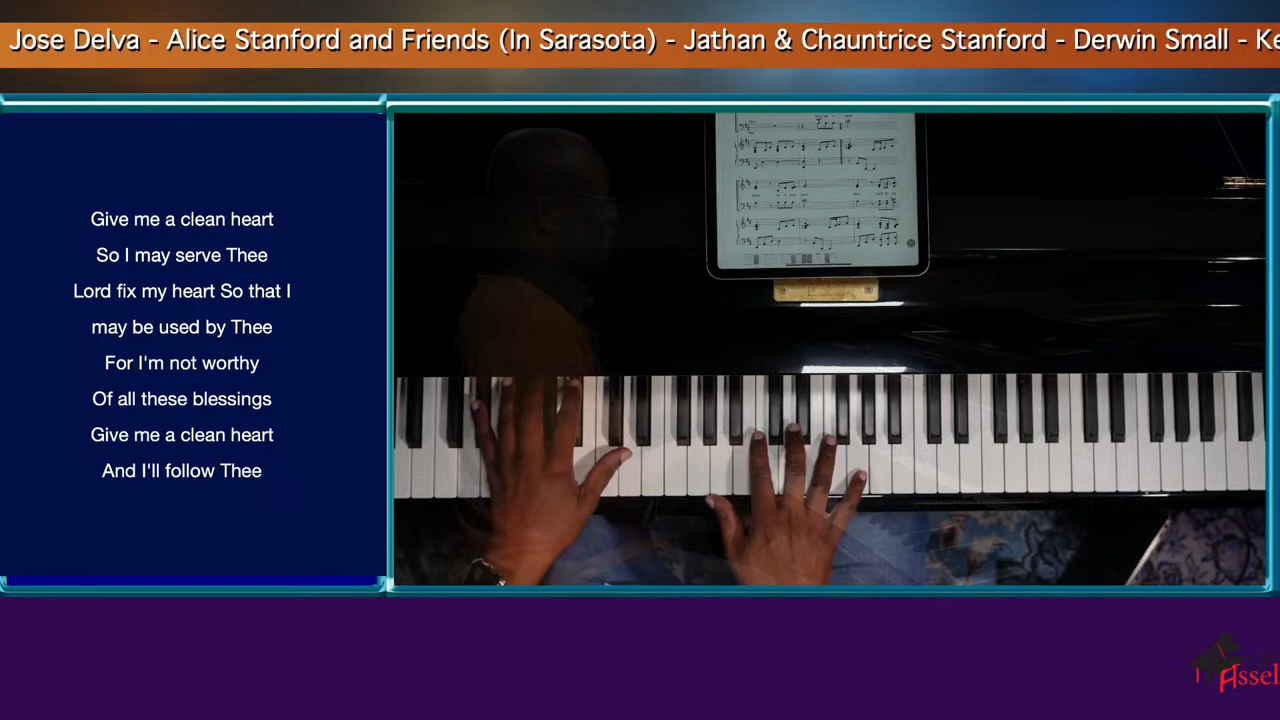 Jose Delva - Alice Stanford and Friends (In Sarasota) - Jathan & Chauntrice Stanford - Derwin Small - Ke
Give me a clean heart
So I may serve Thee
Lord fix my heart So that I
may be used by Thee
For I'm not worthy
Of all these blessings
Give me a clean heart
And I'll follow Thee
Assel